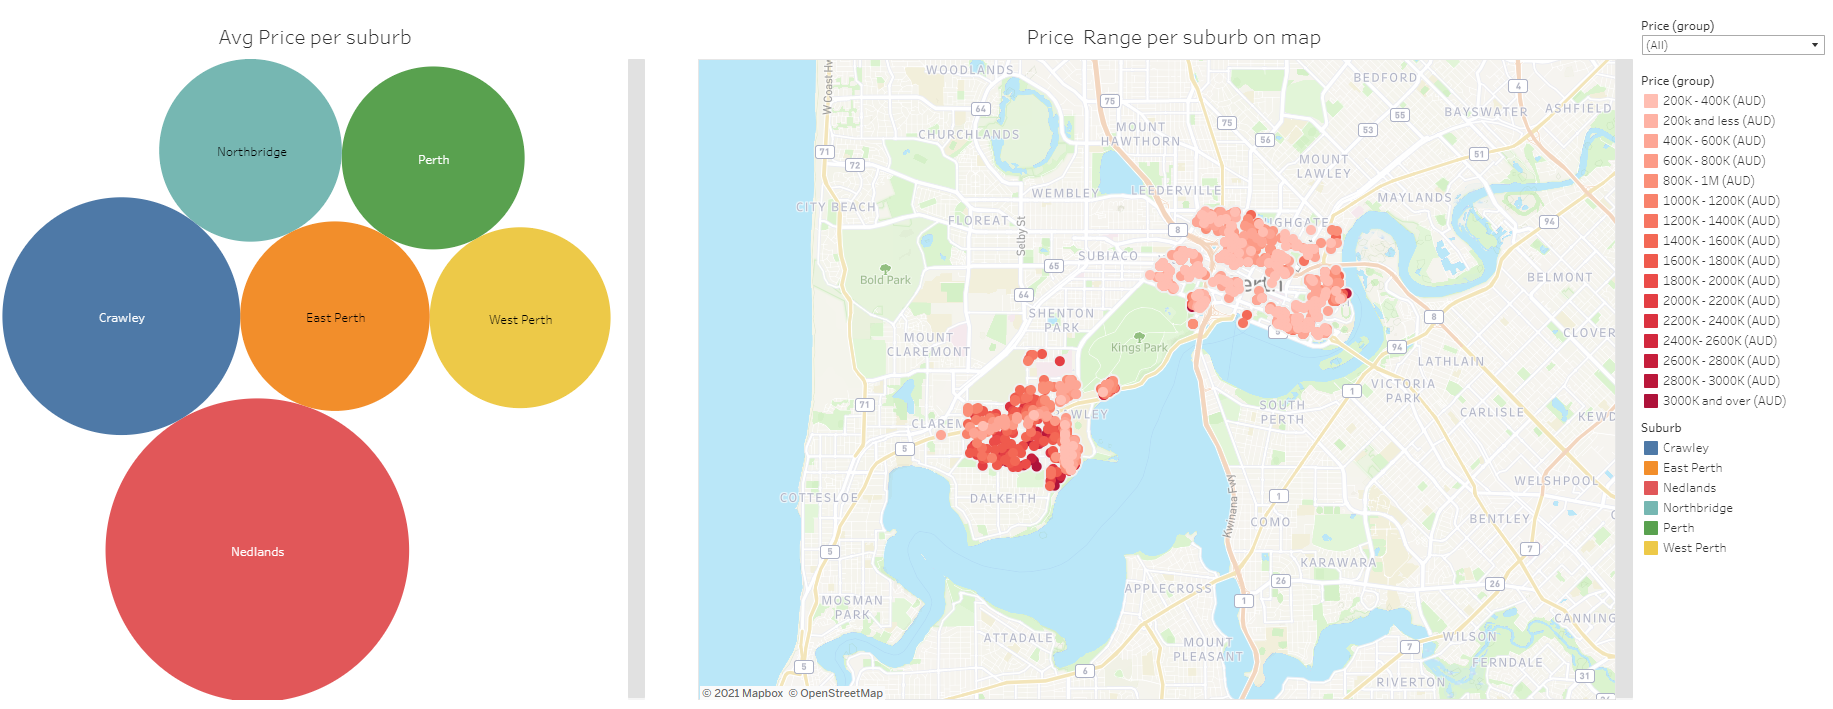 Avg Price per suburb
Northbridge
Perth
Crawley
East Perth
West Perth
Nedlands
Price Range per suburb on map
WOODLANDS
BEDFORD
W Coast Hw
64
75
4
BAYSWATER
ASHFIELD
55
CHURCHLANDS
MOUNT
HAWTHORN
75
53
56
71
72
51
MOUNT
LAWLEY
WEMBLEY
LEEDERVILLE
MAYLANDS
CITY BEACH
FLOREAT
Selby St
IGHGATE
94
8
SUBIACO
65
Bold Park
BELMONT
erth
64
SHENTON
PARK
8
5
CLOVER
MOUNT
CLAREMONT
Kings Park
94
LATHLAIN
1
VICTORIA
PARK
71
SOUTH
PERTH
CARLISLE
KEWD
CLAREM
WLEY
5
COTTESLOE
DALKEITH
WELSHPOOL
1
Kwinana Fwy
COMO
BENTLEY
5
7
KARAWARA
26
26
APPLECROSS
1
MOSMAN
PARK
CANNING
ATTADALE
MOUNT
PLEASANT
WILSON
7
FERNDALE
5
6
31
RIVERTON
© 2021 Mapbox © OpenStreetMap
Price (group)
(All)
Price (group)
200K - 400K (AUD)
200k and less (AUD)
400K - 600K (AUD)
600K - 800K (AUD)
800K - 1M (AUD)
1000K - 1200K (AUD)
1200K - 1400K (AUD)
1400K - 1600K (AUD)
1600K - 1800K (AUD)
1800K - 2000K (AUD)
2000K - 2200K (AUD)
2200K - 2400K (AUD)
2400K- 2600K (AUD)
2600K - 2800K (AUD)
2800K - 3000K (AUD)
3000K and over (AUD)
Suburb
Crawley
East Perth
Nedlands
Northbridge
Perth
West Perth